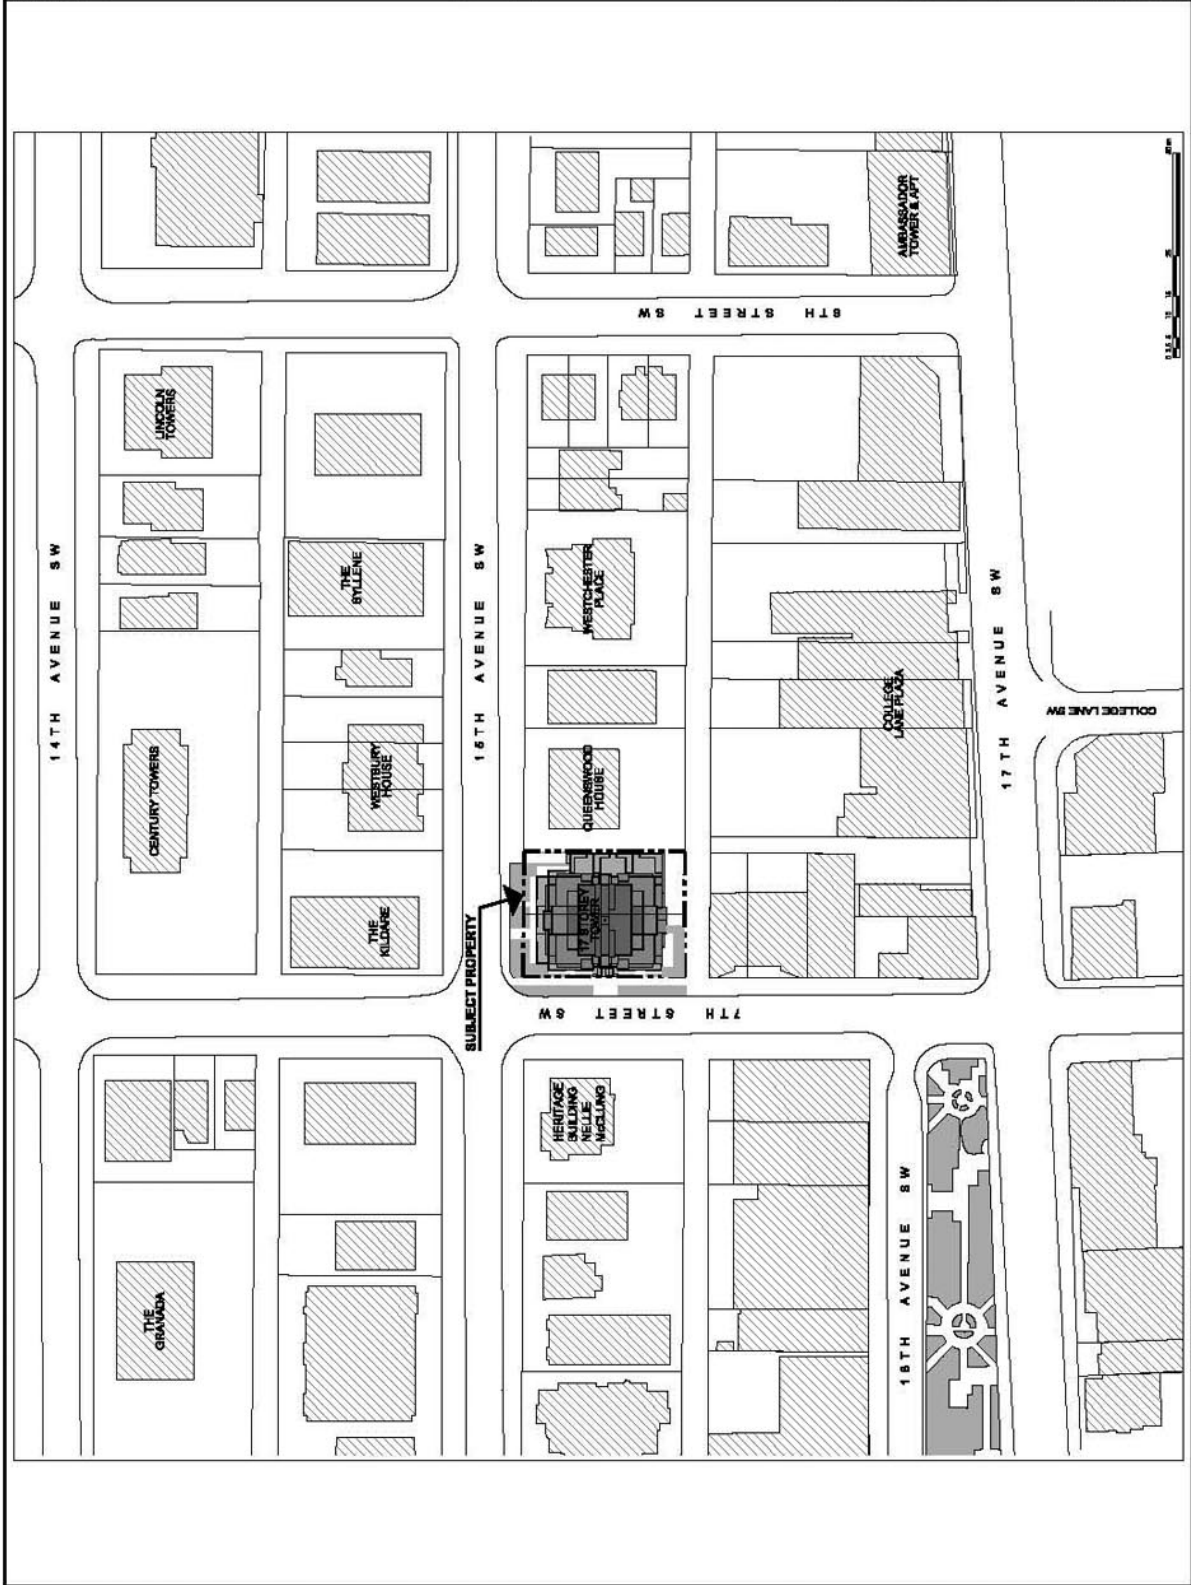 14TH AVENUE SW
THE
GRANADA
CENTURY TOWERS
LINCOLN
TOWERS
THE
KILDARE
WESTBURY
HOUSE
THE
SYLLENE
SUBJECT PROPERTY
15TH AVENUE SW
HERITAGE
BUILDING
NELLIE
McCLUNG
7TH STREET SW
17 STOREY
TOWER
QUEENSWOOD
HOUSE
WESTCHESTER
PLACE
8TH STREET SW
COLLEGE
LANE PLAZA
AMBASSADOR
TOWER & APT
16TH AVENUE SW
17TH AVENUE SW
COLLEGE LANE SW